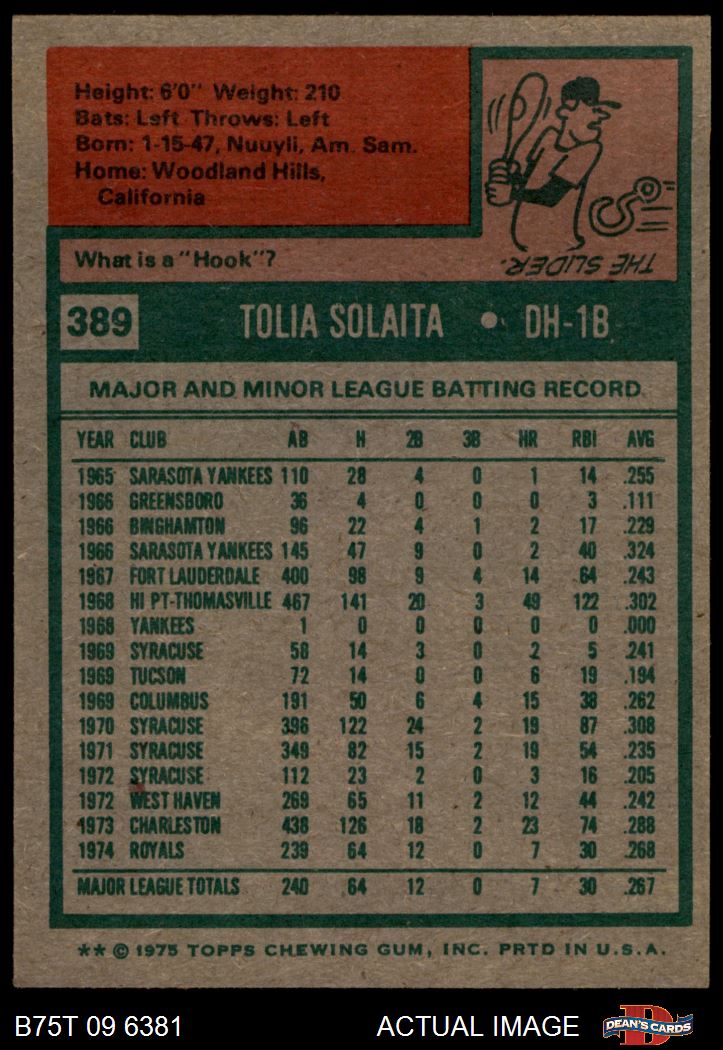 Height: 6'0" Weight: 210
Bats: Left Throws: Left
Born: 1-15-47, Nuuyli, Am. Sam.
Home: Woodland Hills,
California
What is a "Hook"?
THE SLIDER.
389 TOLIA SOLAITA • DH-1B
MAJOR AND MINOR LEAGUE BATTING RECORD
YEAR CLUB AB H 2B 3B HR RBI AVG
1965 SARASOTA YANKEES 110 28 4 0 1 14 .255
1966 GREENSBORO 36 4 0 0 0 3 .111
1966 BINGHAMTON 96 22 4 1 2 17 .229
1966 SARASOTA YANKEES 145 47 9 0 2 40 .324
1967 FORT LAUDERDALE 400 98 9 4 14 64 .243
1968 HI PT-THOMASVILLE 467 141 20 3 49 122 .302
1968 YANKEES 1 0 0 0 0 0 .000
1969 SYRACUSE 58 14 3 0 2 5 .241
1969 TUCSON 72 14 0 0 6 19 .194
1969 COLUMBUS 191 50 6 4 15 38 .262
1970 SYRACUSE 396 122 24 2 19 87 .308
1971 SYRACUSE 349 82 15 2 19 54 .235
1972 SYRACUSE 112 23 2 0 3 16 .205
1972 WEST HAVEN 269 65 11 2 12 44 .242
1973 CHARLESTON 438 126 18 2 23 74 .288
1974 ROYALS 239 64 12 0 7 30 .268
MAJOR LEAGUE TOTALS 240 64 12 0 7 30 .267
** © 1975 TOPPS CHEWING GUM, INC. PRTD IN U.S.A.
B75T 09 6381 ACTUAL IMAGE D DEAN'S CARDS